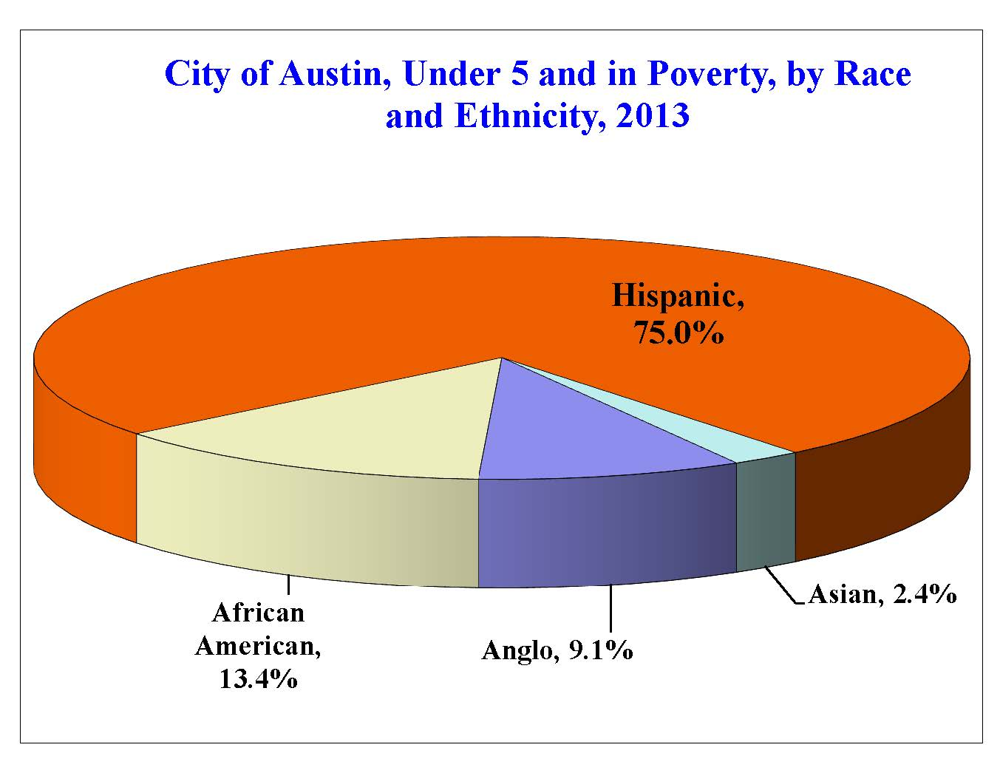 City of Austin, Under 5 and in Poverty, by Race
and Ethnicity, 2013
Hispanic,
75.0%
African
American,
13.4%
Anglo, 9.1%
Asian, 2.4%